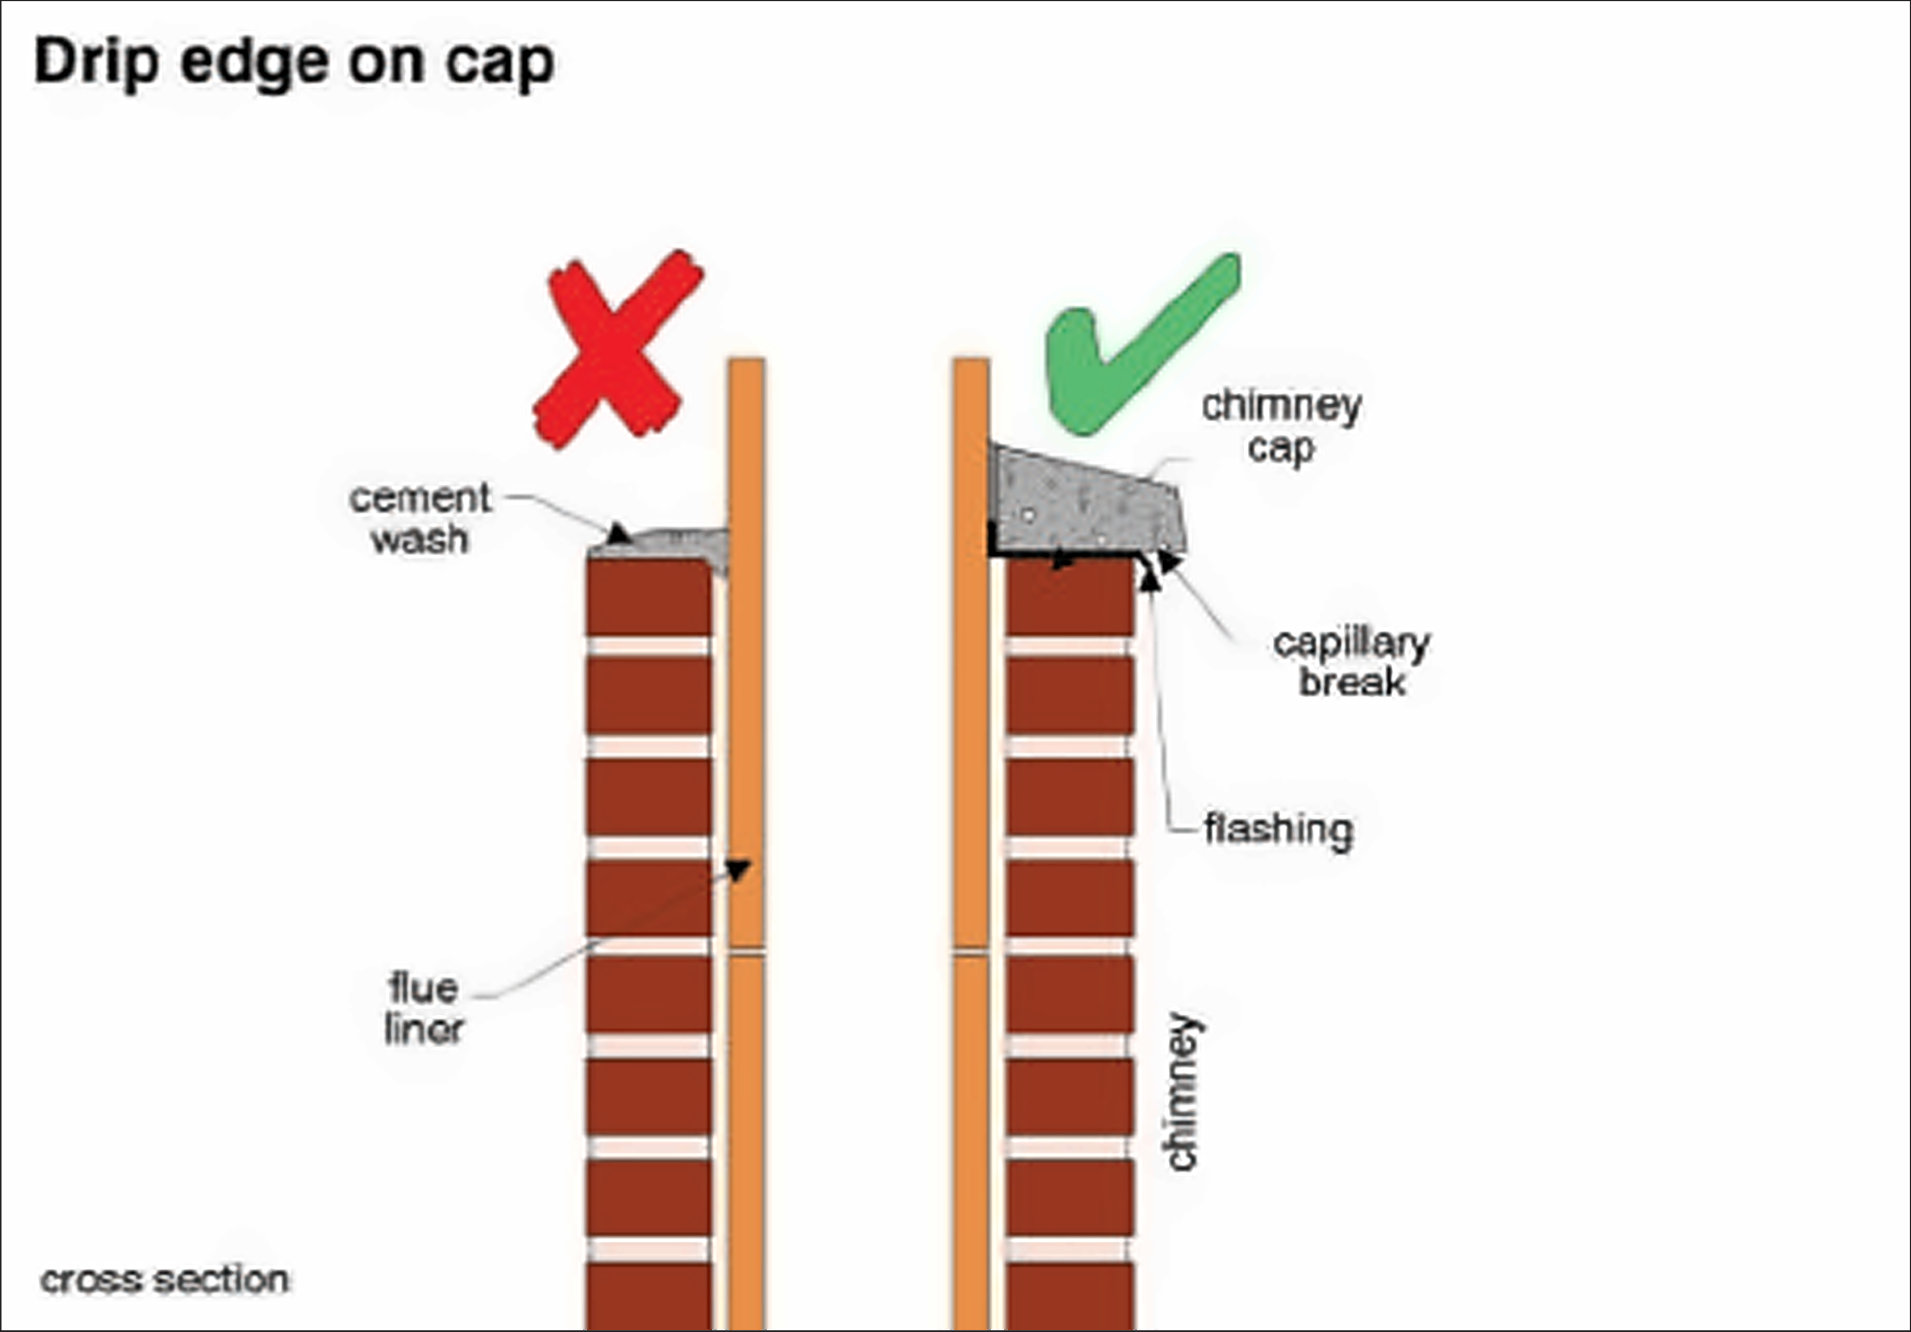 Drip edge on cap
chimney
cap
cement
wash
capillary
break
flashing
flue
liner
chimney
cross section